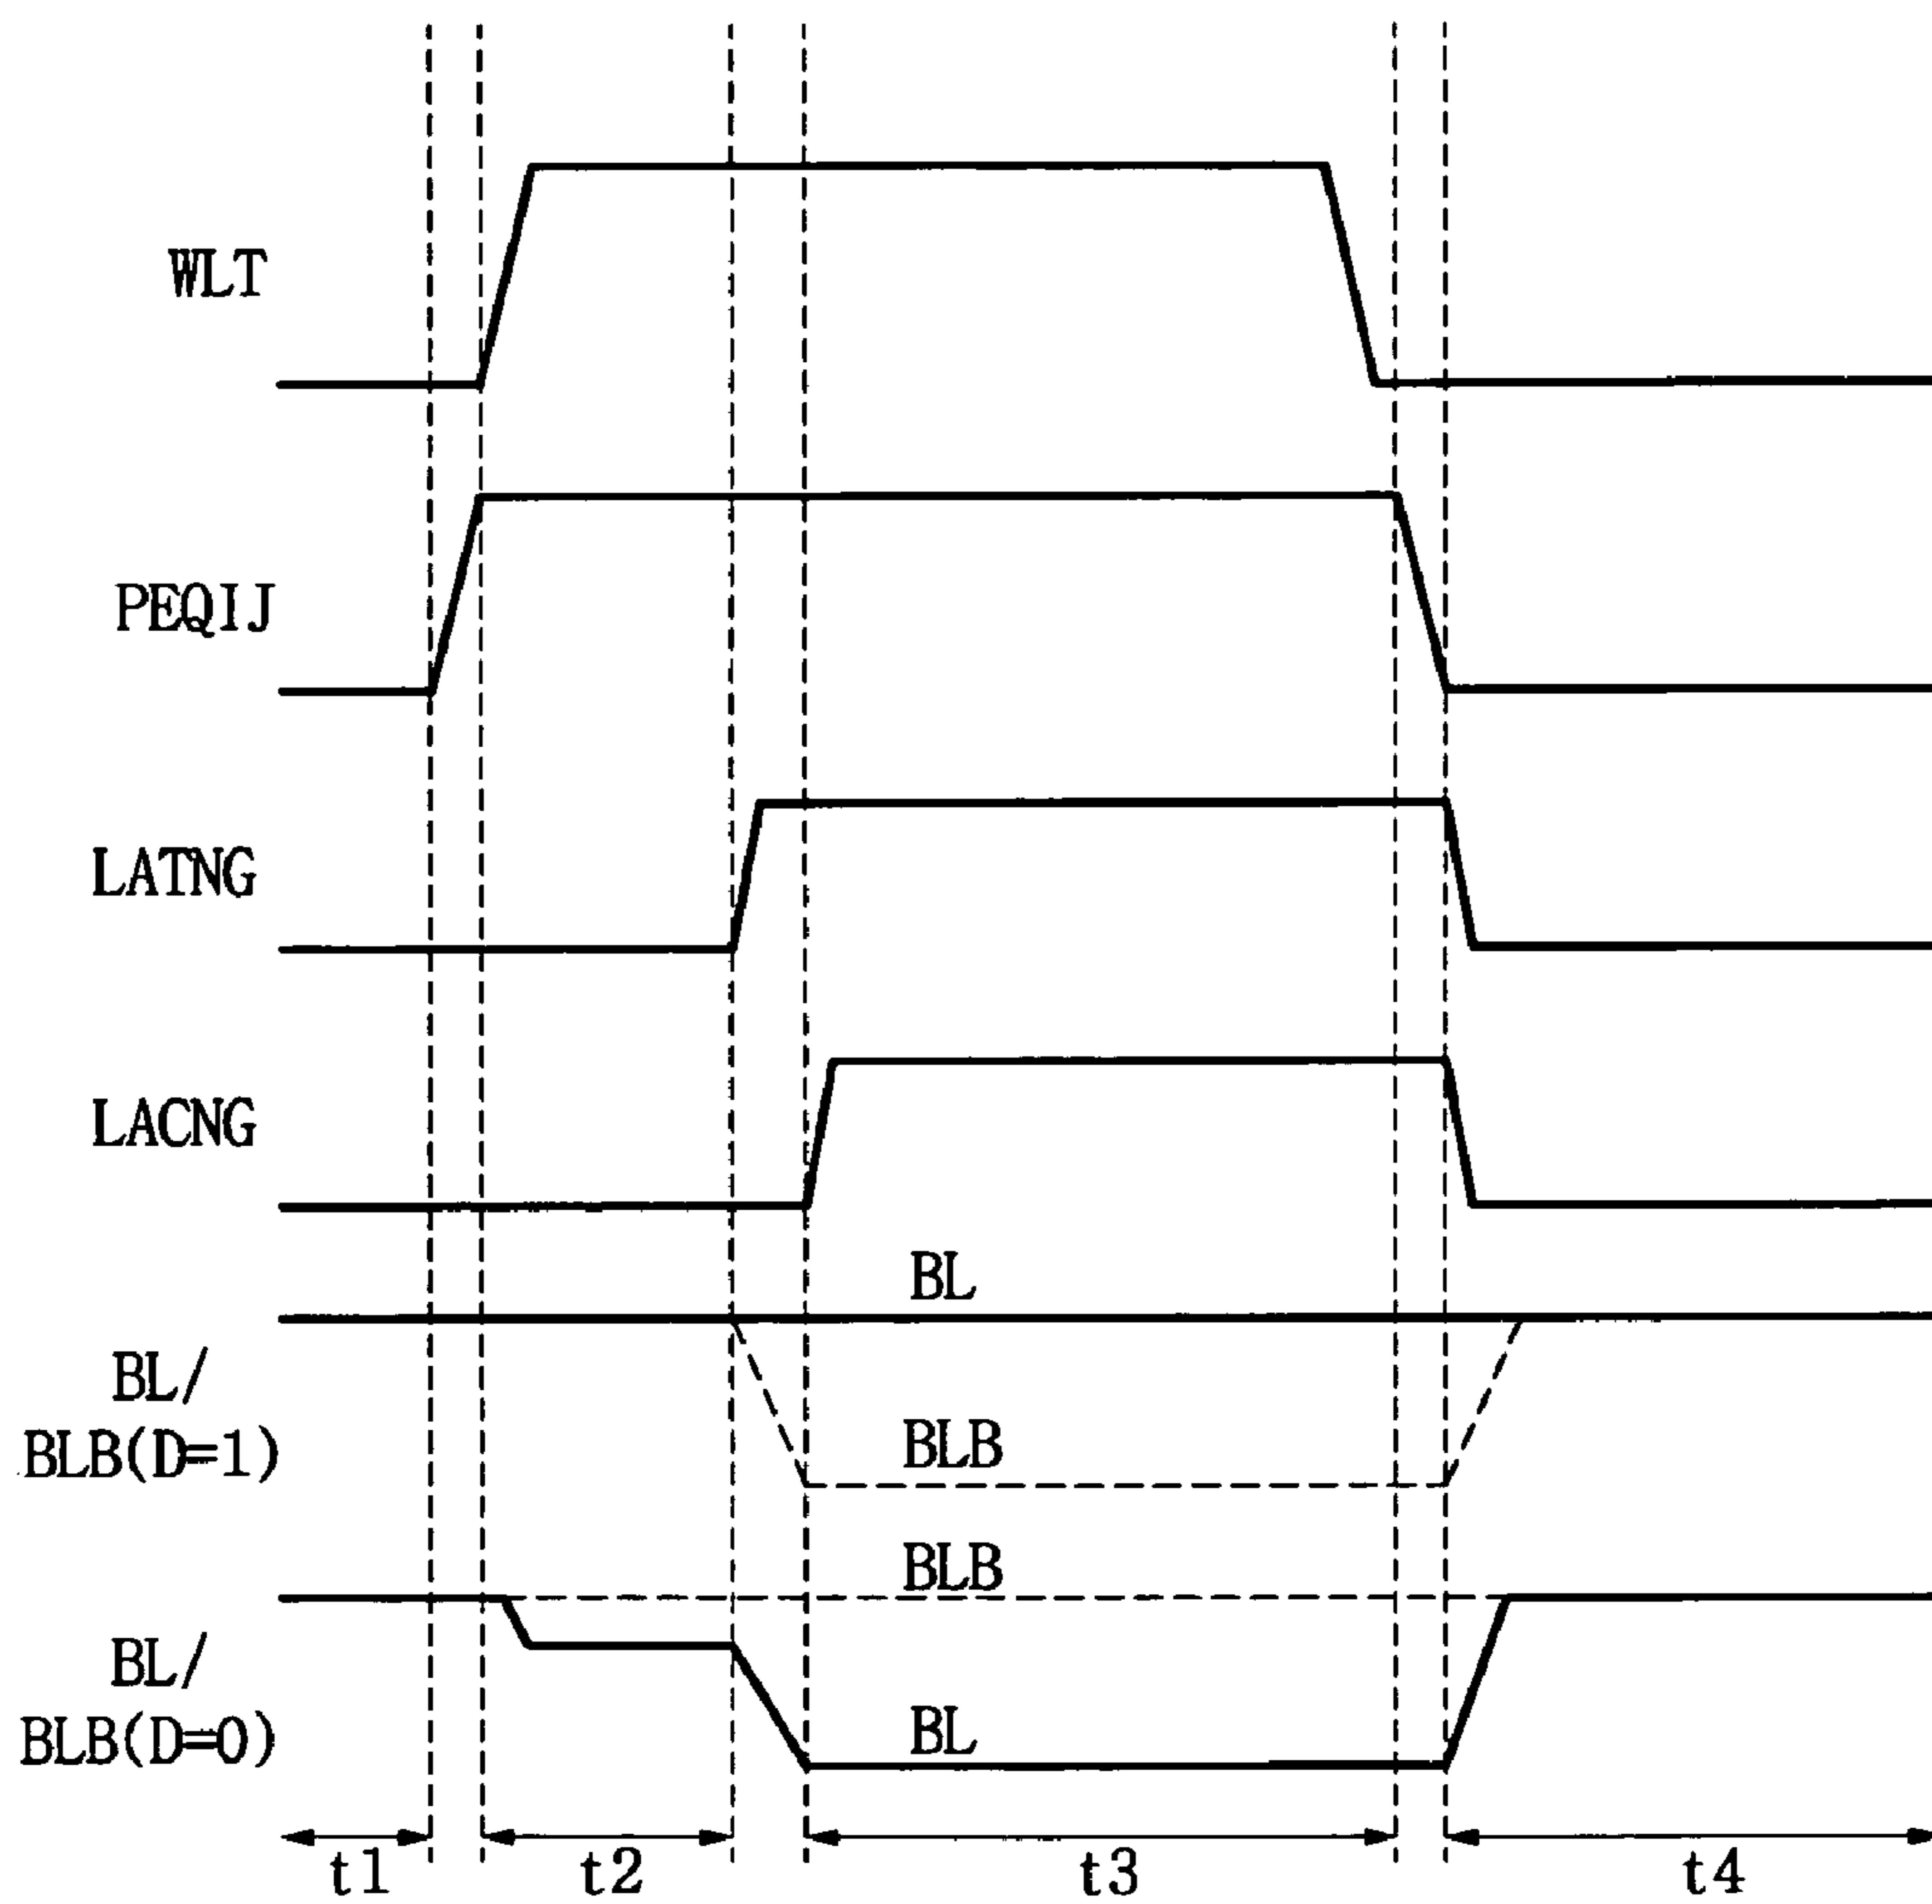 WLT
PEQIJ
LATNG
LACNG
BL
BL/
BLB(D=1)
BLB
BLB
BL/
BLB(D=0)
BL
t1 t2 t3 t4